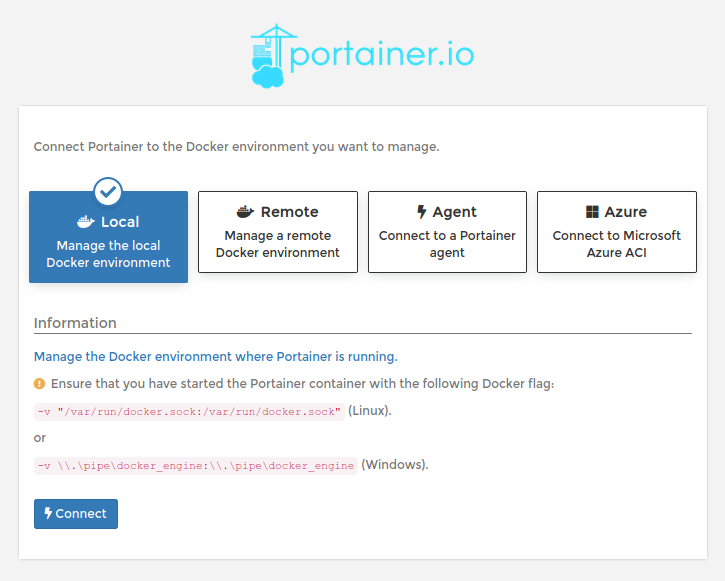 portainer.io
Connect Portainer to the Docker environment you want to manage.
Local
Manage the local
Docker environment
Remote
Manage a remote
Docker environment
Agent
Connect to a Portainer
agent
Azure
Connect to Microsoft
Azure ACI
Information
Manage the Docker environment where Portainer is running.
Ensure that you have started the Portainer container with the following Docker flag:
-v "/var/run/docker.sock:/var/run/docker.sock" (Linux).
or
-v \\.\pipe\docker_engine:\\.\pipe\docker_engine (Windows).
Connect